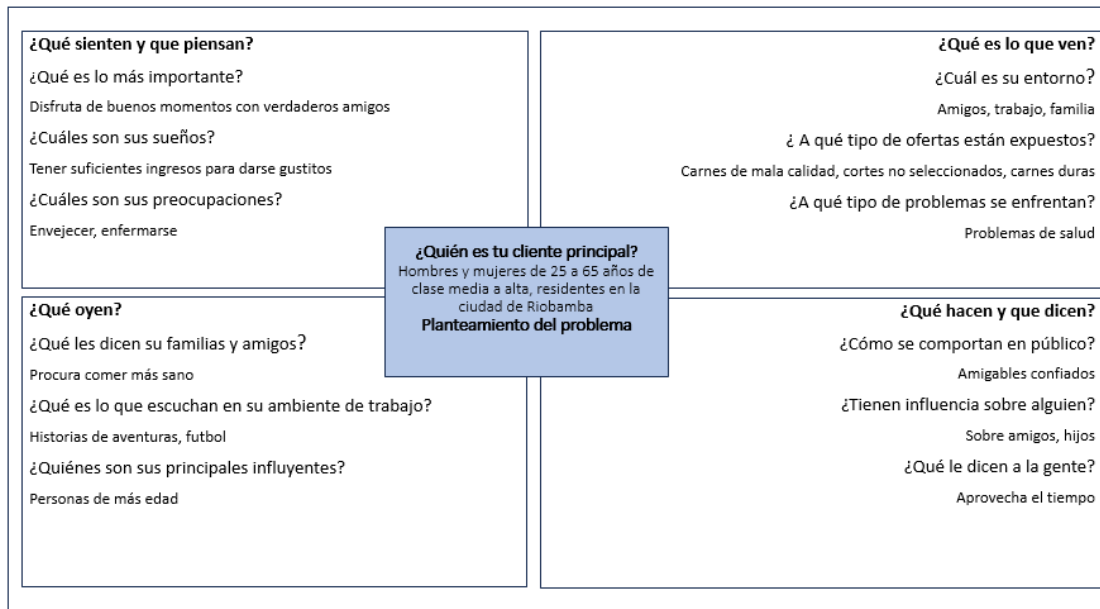 ¿Qué sienten y que piensan?
¿Qué es lo más importante?
Disfruta de buenos momentos con verdaderos amigos
¿Cuáles son sus sueños?
Tener suficientes ingresos para darse gustitos
¿Cuáles son sus preocupaciones?
Envejecer, enfermarse
¿Qué es lo que ven?
¿Cuál es su entorno?
Amigos, trabajo, familia
¿ A qué tipo de ofertas están expuestos?
Carnes de mala calidad, cortes no seleccionados, carnes duras
¿A qué tipo de problemas se enfrentan?
Problemas de salud
¿Quién es tu cliente principal?
Hombres y mujeres de 25 a 65 años de
clase media a alta, residentes en la
ciudad de Riobamba
Planteamiento del problema
¿Qué oyen?
¿Qué les dicen su familias y amigos?
Procura comer más sano
¿Qué es lo que escuchan en su ambiente de trabajo?
Historias de aventuras, futbol
¿Quiénes son sus principales influyentes?
Personas de más edad
¿Qué hacen y que dicen?
¿Cómo se comportan en público?
Amigables confiados
¿Tienen influencia sobre alguien?
Sobre amigos, hijos
¿Qué le dicen a la gente?
Aprovecha el tiempo